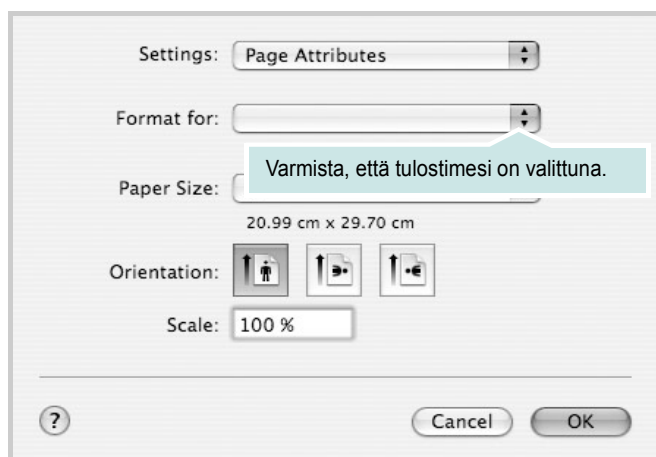 Settings: Page Attributes
Format for:
Varmista, että tulostimesi on valittuna.
Paper Size:
20.99 cm x 29.70 cm
Orientation:
Scale: 100 %
? Cancel OK